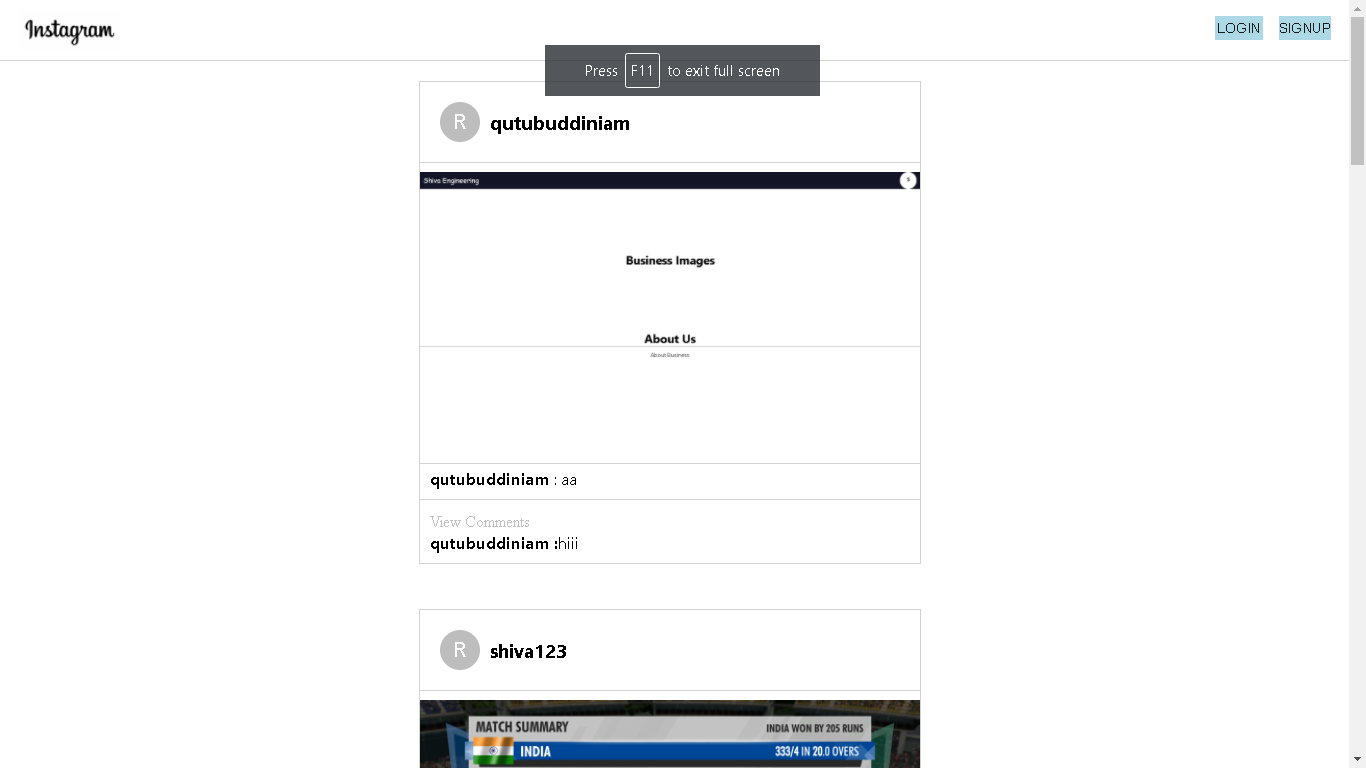 Instagram
LOGIN SIGNUP
Press F11 to exit full screen
R qutubuddiniam
Shiva Engineering
Business Images
About Us
About Business
qutubuddiniam : aa
View Comments
qutubuddiniam :hiii
R shiva123
MATCH SUMMARY INDIA WON BY 205 RUNS
INDIA 333/4 IN 20.0 OVERS